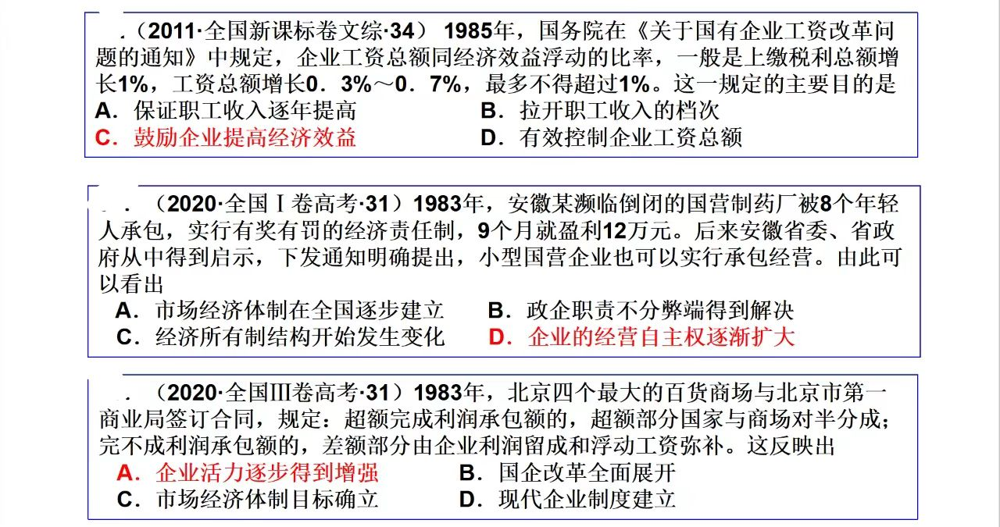 ．（2011·全国新课标卷文综·34） 1985年，国务院在《关于国有企业工资改革问
题的通知》中规定，企业工资总额同经济效益浮动的比率，一般是上缴税利总额增
长1%，工资总额增长0．3%～0．7%，最多不得超过1%。这一规定的主要目的是
A．保证职工收入逐年提高 B．拉开职工收入的档次
C．鼓励企业提高经济效益 D．有效控制企业工资总额
．（2020·全国Ⅰ卷高考·31）1983年，安徽某濒临倒闭的国营制药厂被8个年轻
人承包，实行有奖有罚的经济责任制，9个月就盈利12万元。后来安徽省委、省政
府从中得到启示，下发通知明确提出，小型国营企业也可以实行承包经营。由此可
以看出
A．市场经济体制在全国逐步建立 B．政企职责不分弊端得到解决
C．经济所有制结构开始发生变化 D．企业的经营自主权逐渐扩大
．（2020·全国Ⅲ卷高考·31）1983年，北京四个最大的百货商场与北京市第一
商业局签订合同，规定：超额完成利润承包额的，超额部分国家与商场对半分成；
完不成利润承包额的，差额部分由企业利润留成和浮动工资弥补。这反映出
A．企业活力逐步得到增强 B．国企改革全面展开
C．市场经济体制目标确立 D．现代企业制度建立